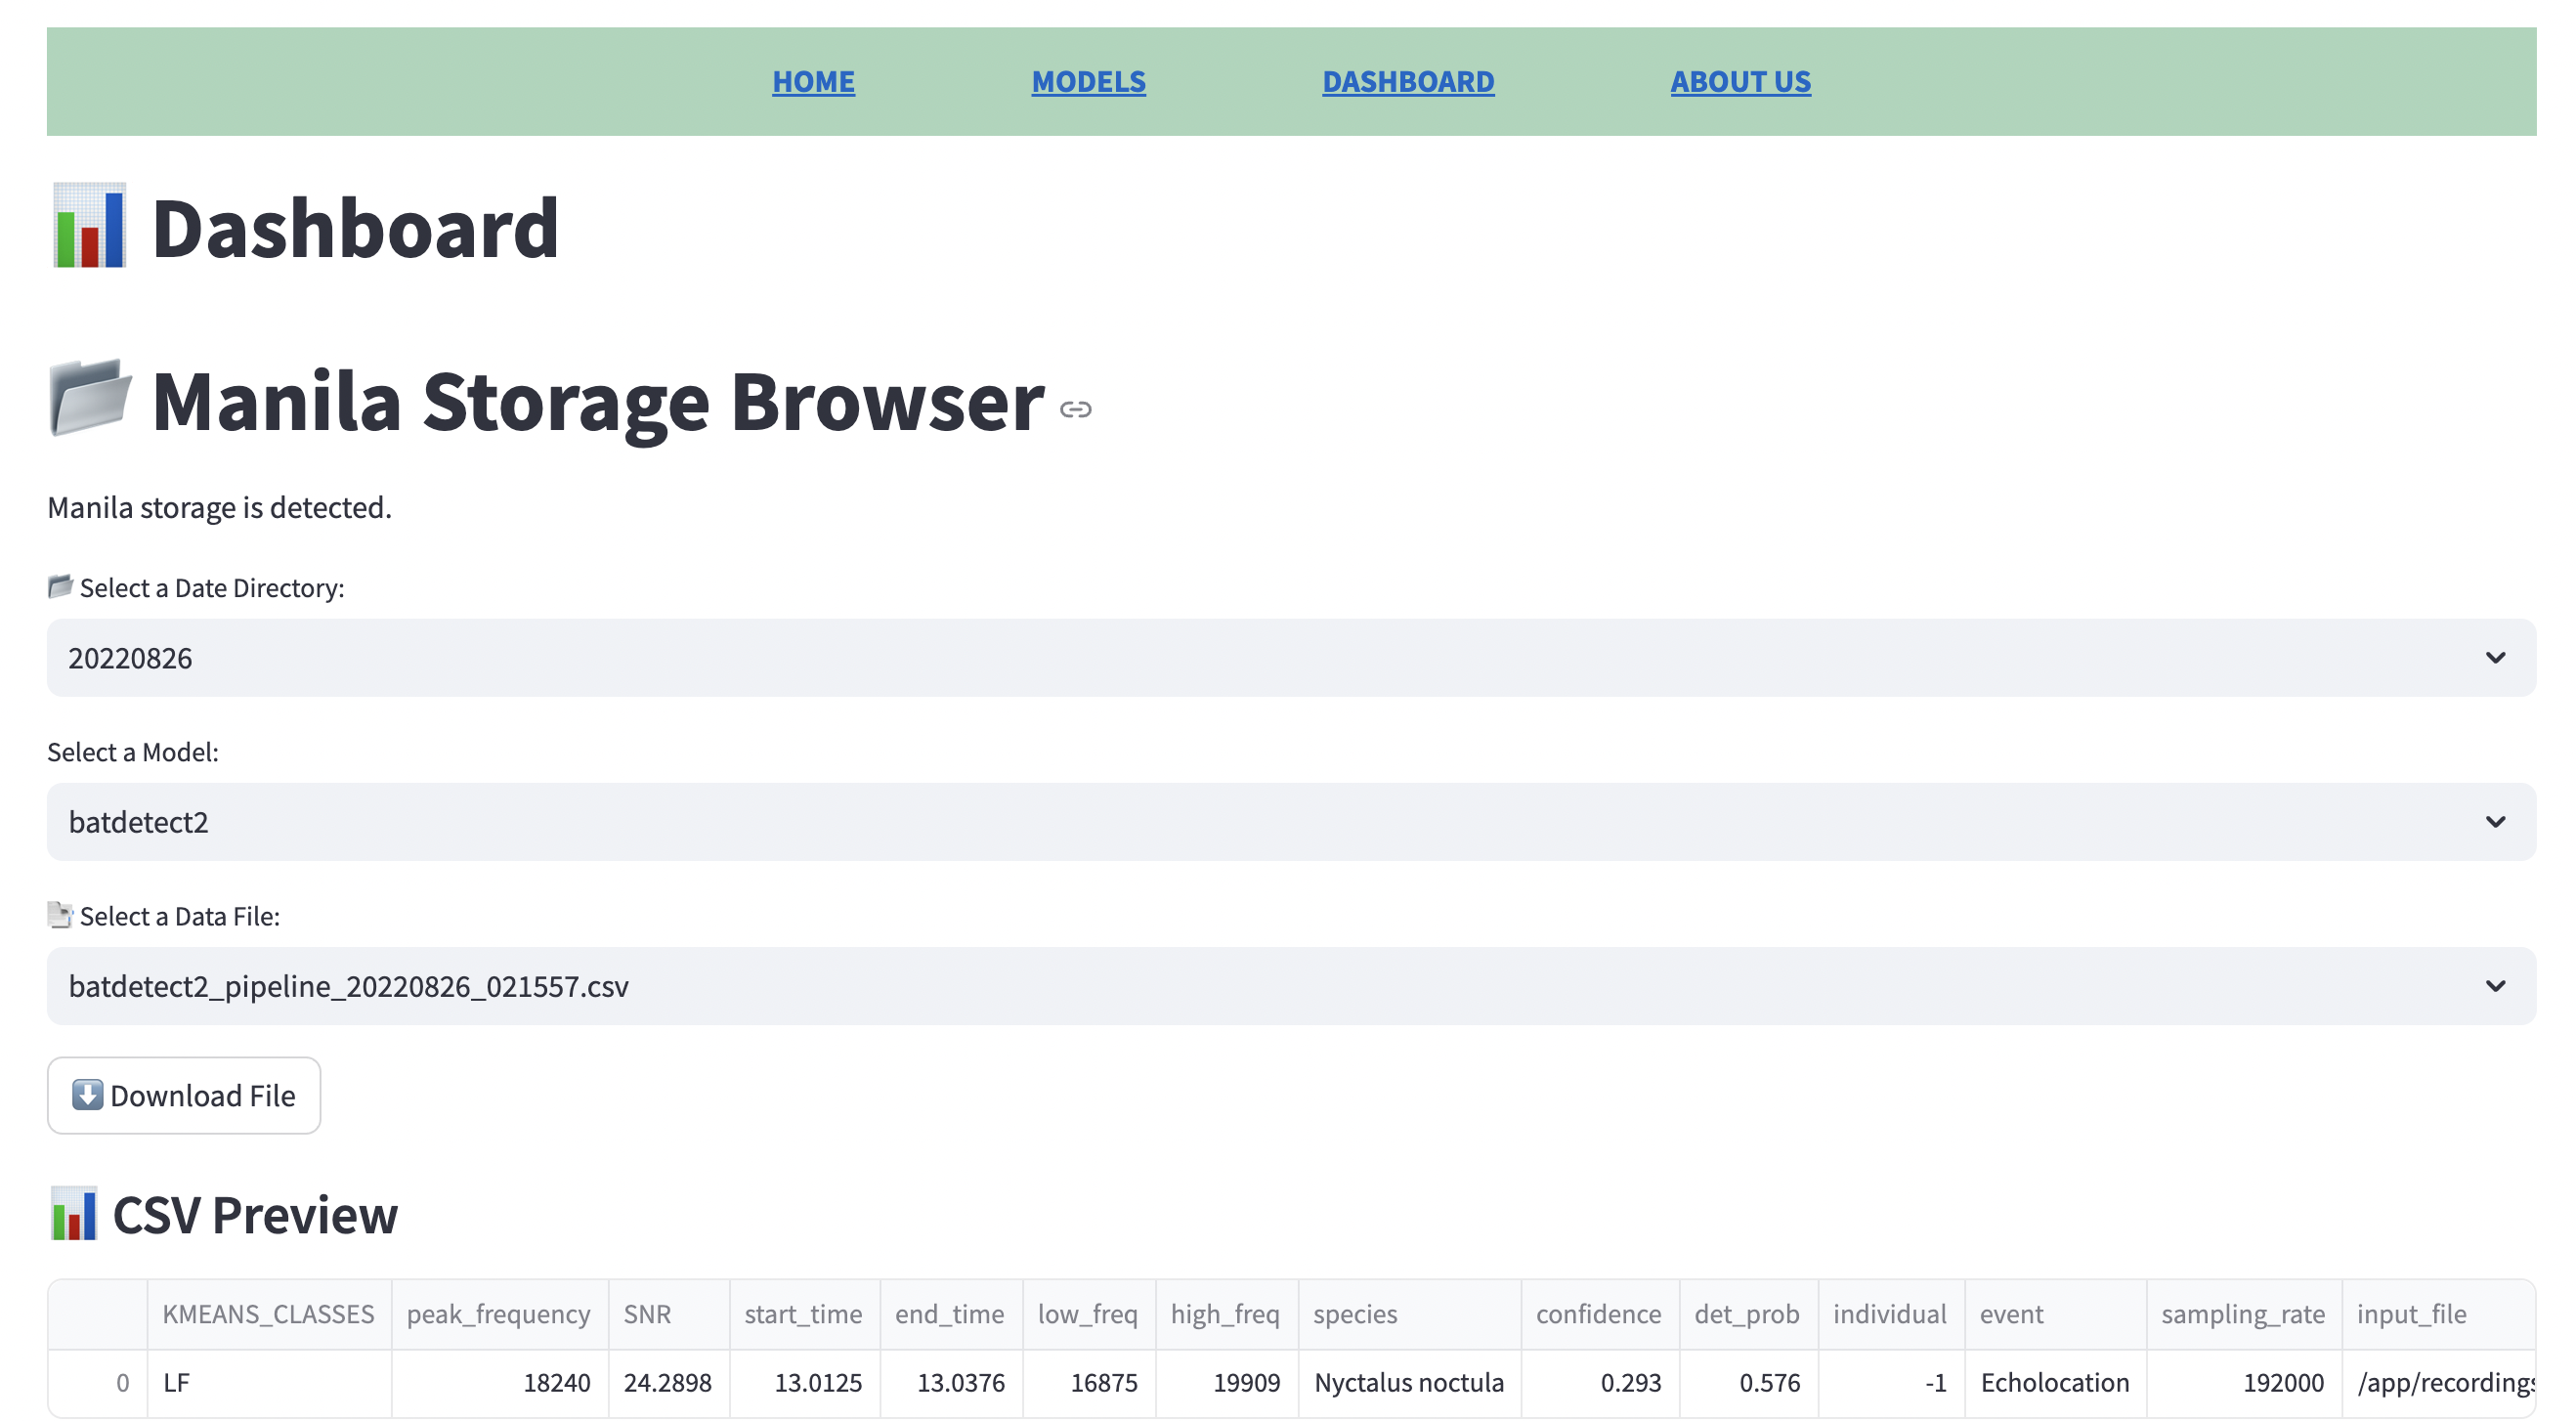 HOME MODELS DASHBOARD ABOUT US
Dashboard
Manila Storage Browser
Manila storage is detected.
Select a Date Directory:
20220826
Select a Model:
batdetect2
Select a Data File:
batdetect2_pipeline_20220826_021557.csv
Download File
CSV Preview
KMEANS_CLASSES peak_frequency SNR start_time end_time low_freq high_freq species confidence det_prob individual event sampling_rate input_file
0 LF 18240 24.2898 13.0125 13.0376 16875 19909 Nyctalus noctula 0.293 0.576 -1 Echolocation 192000 /app/recordings